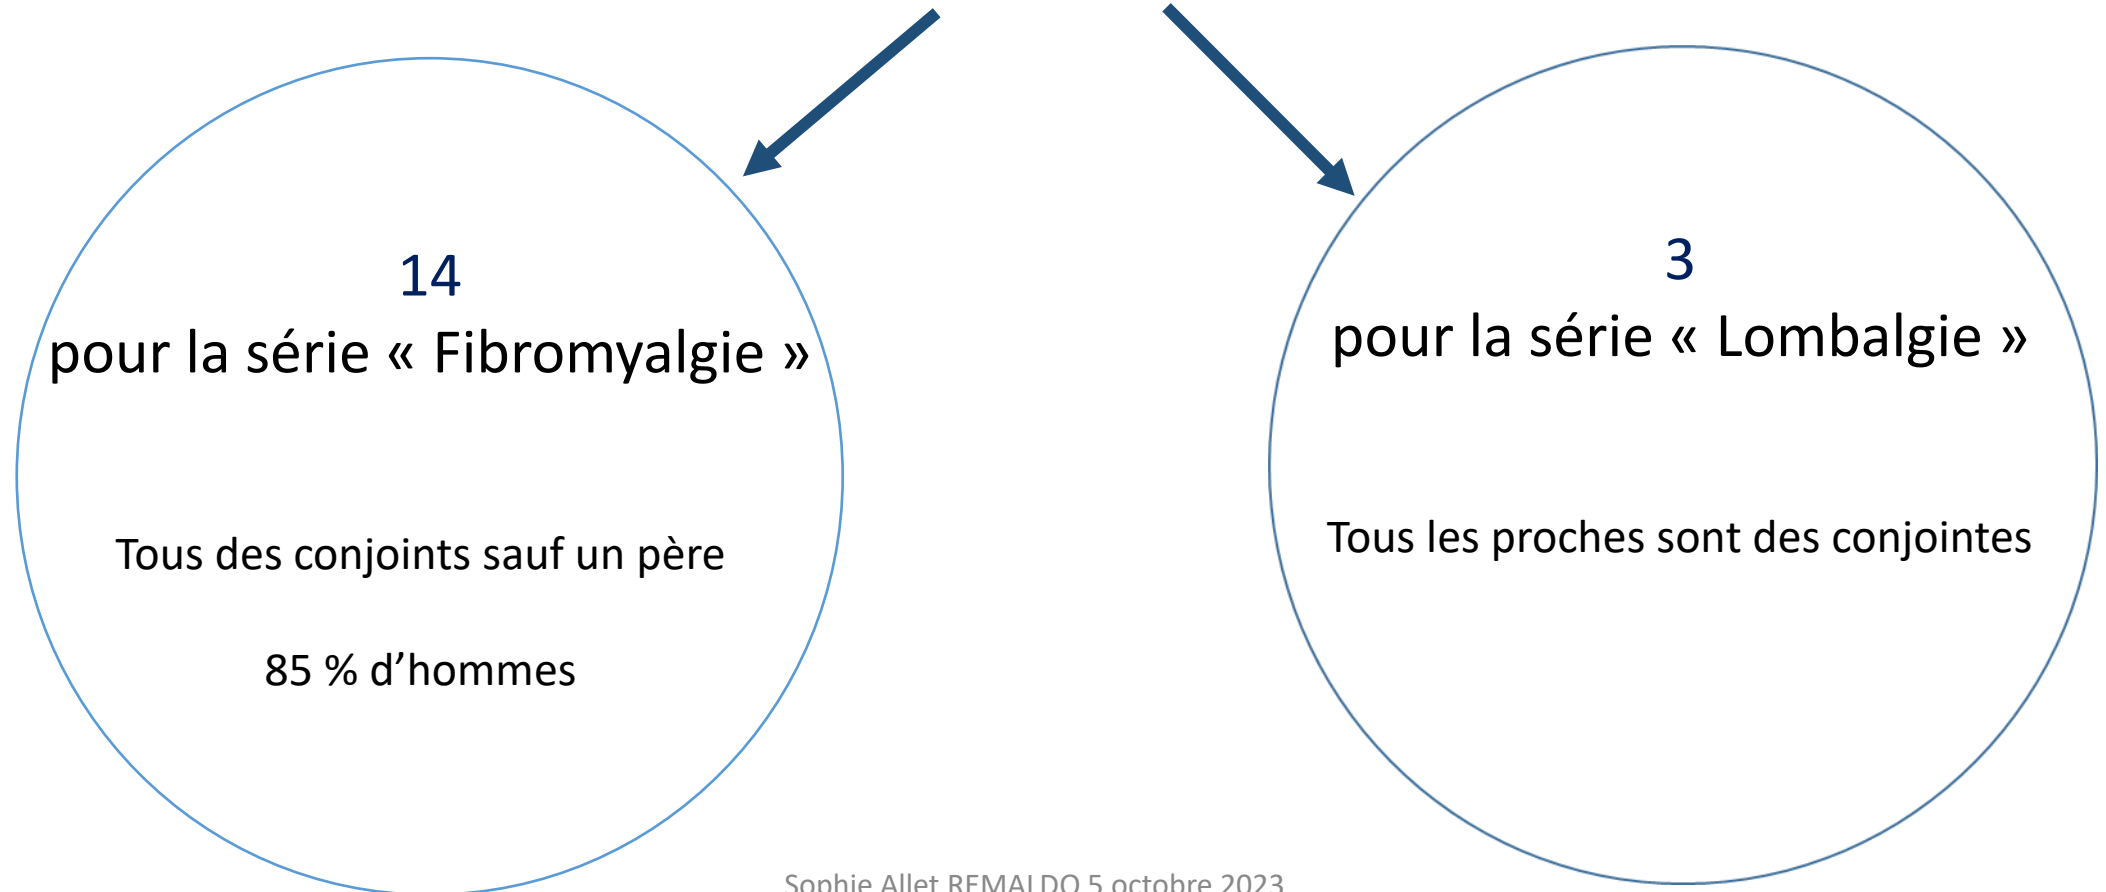 14
pour la série « Fibromyalgie »
Tous des conjoints sauf un père
85 % d’hommes
3
pour la série « Lombalgie »
Tous les proches sont des conjointes
Sophie Allet REMALDO 5 octobre 2023